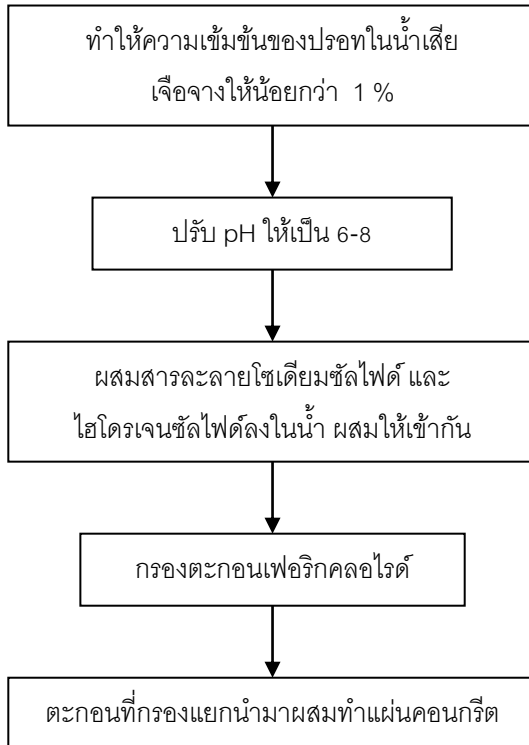 ทำให้ความเข้มข้นของปรอทในน้ำเสีย
เจือจางให้น้อยกว่า 1 %
ปรับ pH ให้เป็น 6-8
ผสมสารละลายโซเดียมซัลไฟด์ และ
ไฮโดรเจนซัลไฟด์ลงในน้ำ ผสมให้เข้ากัน
กรองตะกอนเฟอริกคลอไรด์
ตะกอนที่กรองแยกนำมาผสมทำแผ่นคอนกรีต